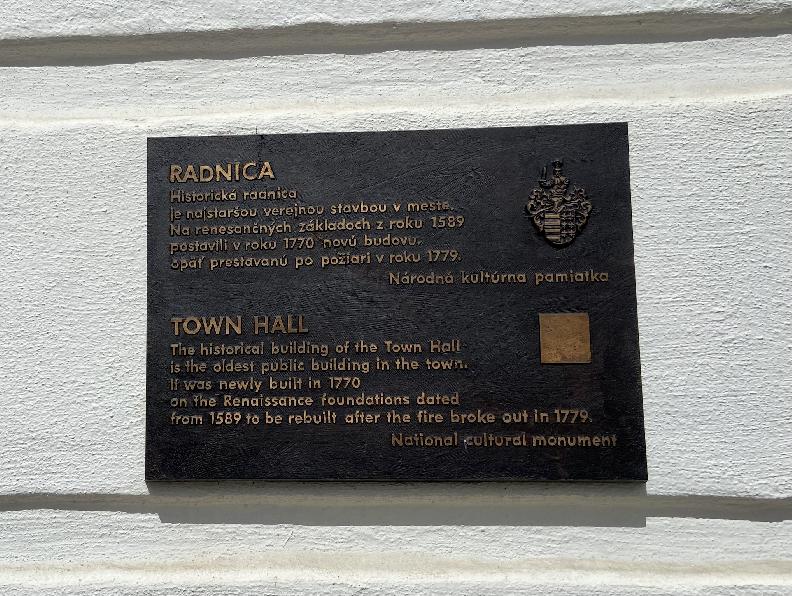 RADNICA
Historická radnica
je najstaršou verejnou stavbou v meste.
Na renesančných základoch z roku 1589
postavili v roku 1770 novú budovu,
opäť prestavanú po požiari v roku 1779.
Národná kultúrna pamiatka
TOWN HALL
The historical building of the Town Hall
is the oldest public building in the town.
It was newly built in 1770
on the Renaissance foundations dated
from 1589 to be rebuilt after the fire broke out in 1779.
National cultural monument